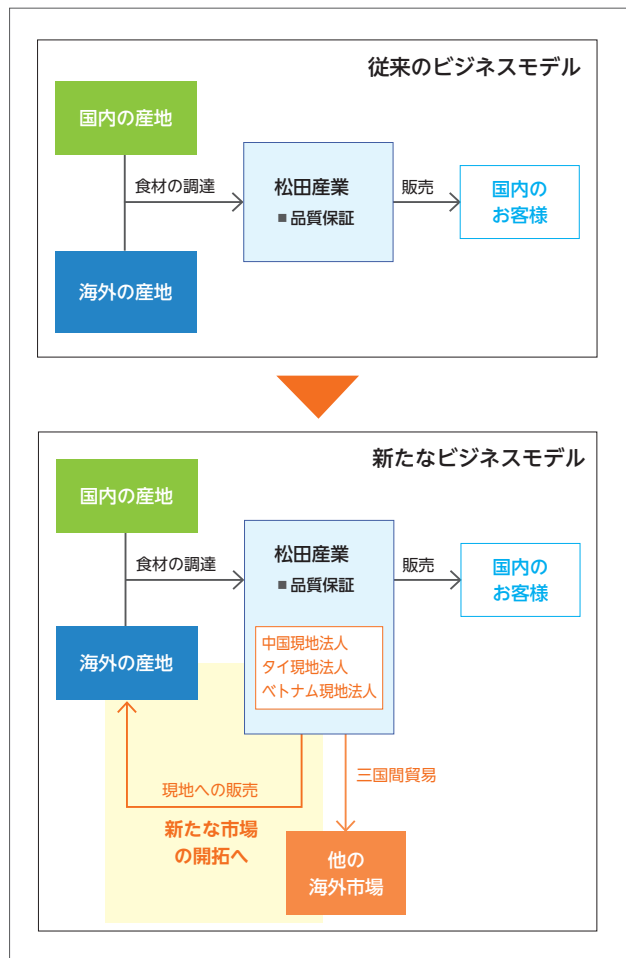 従来のビジネスモデル
国内の産地
食材の調達
松田産業
■品質保証
販売
国内の
お客様
海外の産地
新たなビジネスモデル
国内の産地
食材の調達
松田産業
■品質保証
販売
国内の
お客様
海外の産地
中国現地法人
タイ現地法人
ベトナム現地法人
現地への販売
三国間貿易
新たな市場
の開拓へ
他の
海外市場